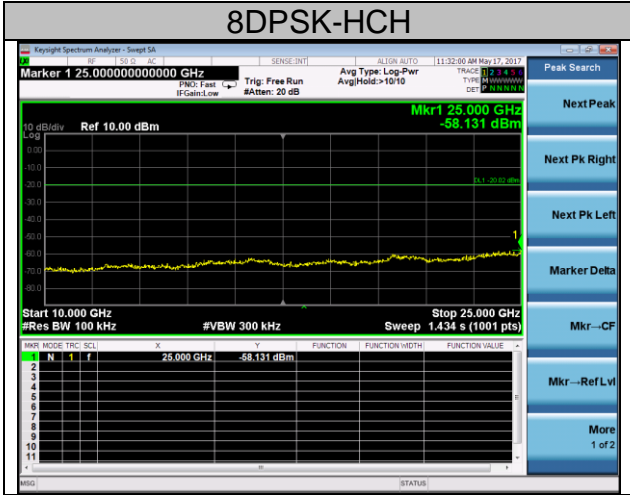 8DPSK-HCH
Keysight Spectrum Analyzer - Swept SA
RF 50 Ω AC SENSE:INT ALIGN AUTO 11:32:00 AM May 17, 2017
Marker 1 25.000000000000 GHz
PNO: Fast
IFGain:Low
Trig: Free Run
#Atten: 20 dB
Avg Type: Log-Pwr
Avg|Hold:>10/10
TRACE 1 2 3 4 5 6
TYPE M WWWWW
DET P N N N N N
Peak Search
Mkr1 25.000 GHz
-58.131 dBm
10 dB/div Ref 10.00 dBm
Log
0.00
-10.0
-20.0
-30.0
-40.0
-50.0
-60.0
-70.0
-80.0
DL1 -20.02 dBm
1
Start 10.000 GHz
Stop 25.000 GHz
#Res BW 100 kHz
#VBW 300 kHz
Sweep 1.434 s (1001 pts)
MKR MODE TRC SCL X Y FUNCTION FUNCTION WIDTH FUNCTION VALUE
1 N 1 f 25.000 GHz -58.131 dBm
2
3
4
5
6
7
8
9
10
11
MSG
STATUS
Next Peak
Next Pk Right
Next Pk Left
Marker Delta
Mkr→CF
Mkr→Ref Lvl
More
1 of 2